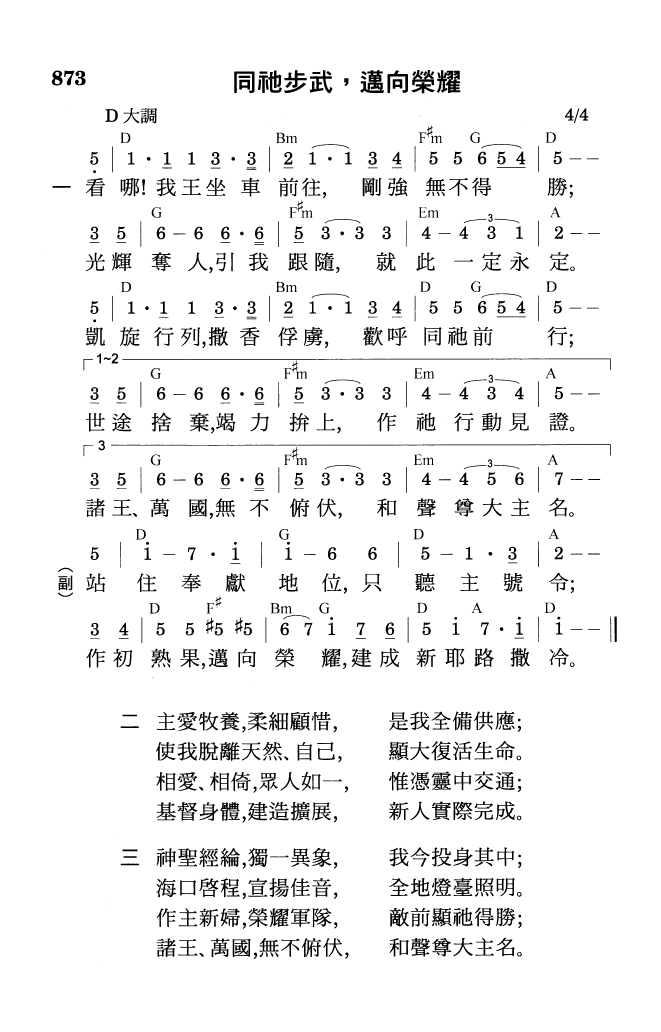 873 同祂步武，邁向榮耀
D 大調 4/4
D Bm F♯m G D
5 | 1 · 1 1 3 · 3 | 2 1 · 1 3 4 | 5 5 6 5 4 | 5 - -
一 看 哪! 我 王 坐 車 前 往, 剛 強 無 不 得 勝;
G F♯m Em A
3 5 | 6 - 6 6 · 6 | 5 3 · 3 3 | 4 - 4 3 1 | 2 - -
光 輝 奪 人, 引 我 跟 隨, 就 此 一 定 永 定。
D Bm D G D
5 | 1 · 1 1 3 · 3 | 2 1 · 1 3 4 | 5 5 6 5 4 | 5 - -
凱 旋 行 列, 撒 香 俘 虜, 歡 呼 同 祂 前 行;
1~2
G F♯m Em A
3 5 | 6 - 6 6 · 6 | 5 3 · 3 3 | 4 - 4 3 4 | 5 - -
世 途 捨 棄, 竭 力 拚 上, 作 祂 行 動 見 證。
3
G F♯m Em A
3 5 | 6 - 6 6 · 6 | 5 3 · 3 3 | 4 - 4 5 6 | 7 - -
諸 王、 萬 國, 無 不 俯 伏, 和 聲 尊 大 主 名。
D G D A
5 | 1 - 7 · 1 | 1 - 6 6 | 5 - 1 · 3 | 2 - -
(副) 站 住 奉 獻 地 位, 只 聽 主 號 令;
D F♯ Bm G D A D
3 4 | 5 5 ♯5 ♯5 | 6 7 1 7 6 | 5 1 7 · 1 | 1 - - ||
作 初 熟 果, 邁 向 榮 耀, 建 成 新 耶 路 撒 冷。
二 主愛牧養,柔細顧惜, 是我全備供應;
使我脫離天然、自己, 顯大復活生命。
相愛、相倚,眾人如一, 惟憑靈中交通;
基督身體,建造擴展, 新人實際完成。
三 神聖經綸,獨一異象, 我今投身其中;
海口啓程,宣揚佳音, 全地燈臺照明。
作主新婦,榮耀軍隊, 敵前顯祂得勝;
諸王、萬國,無不俯伏, 和聲尊大主名。